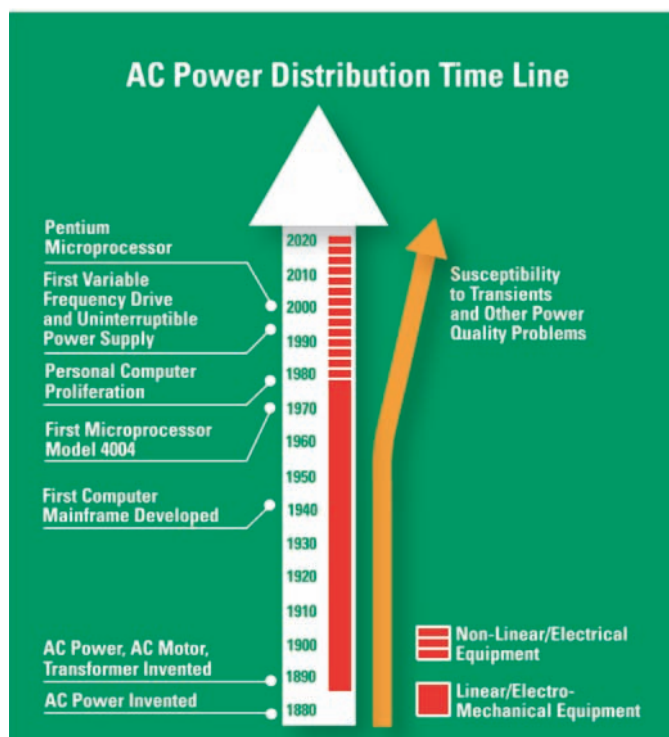 AC Power Distribution Time Line
Pentium
Microprocessor
First Variable
Frequency Drive
and Uninterruptible
Power Supply
Personal Computer
Proliferation
First Microprocessor
Model 4004
First Computer
Mainframe Developed
AC Power, AC Motor,
Transformer Invented
AC Power Invented
2020
2010
2000
1990
1980
1970
1960
1950
1940
1930
1920
1910
1900
1890
1880
Susceptibility
to Transients
and Other Power
Quality Problems
Non-Linear/Electrical
Equipment
Linear/Electro-
Mechanical Equipment